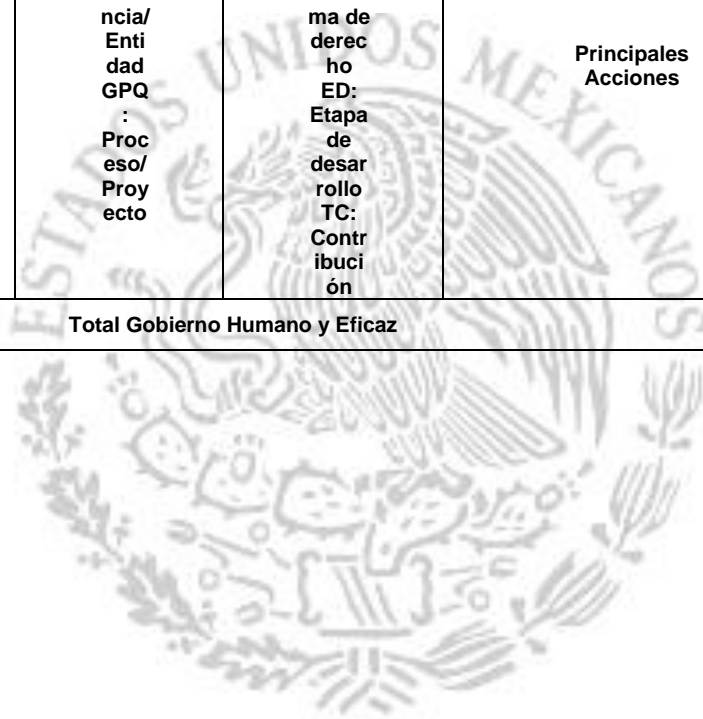 ncia/
Enti
dad
GPQ
:
Proc
eso/
Proy
ecto
ma de
derec
ho
ED:
Etapa
de
desar
rollo
TC:
Contr
ibuci
ón
Principales
Acciones
Total Gobierno Humano y Eficaz
ESTADOS UNIDOS MEXICANOS